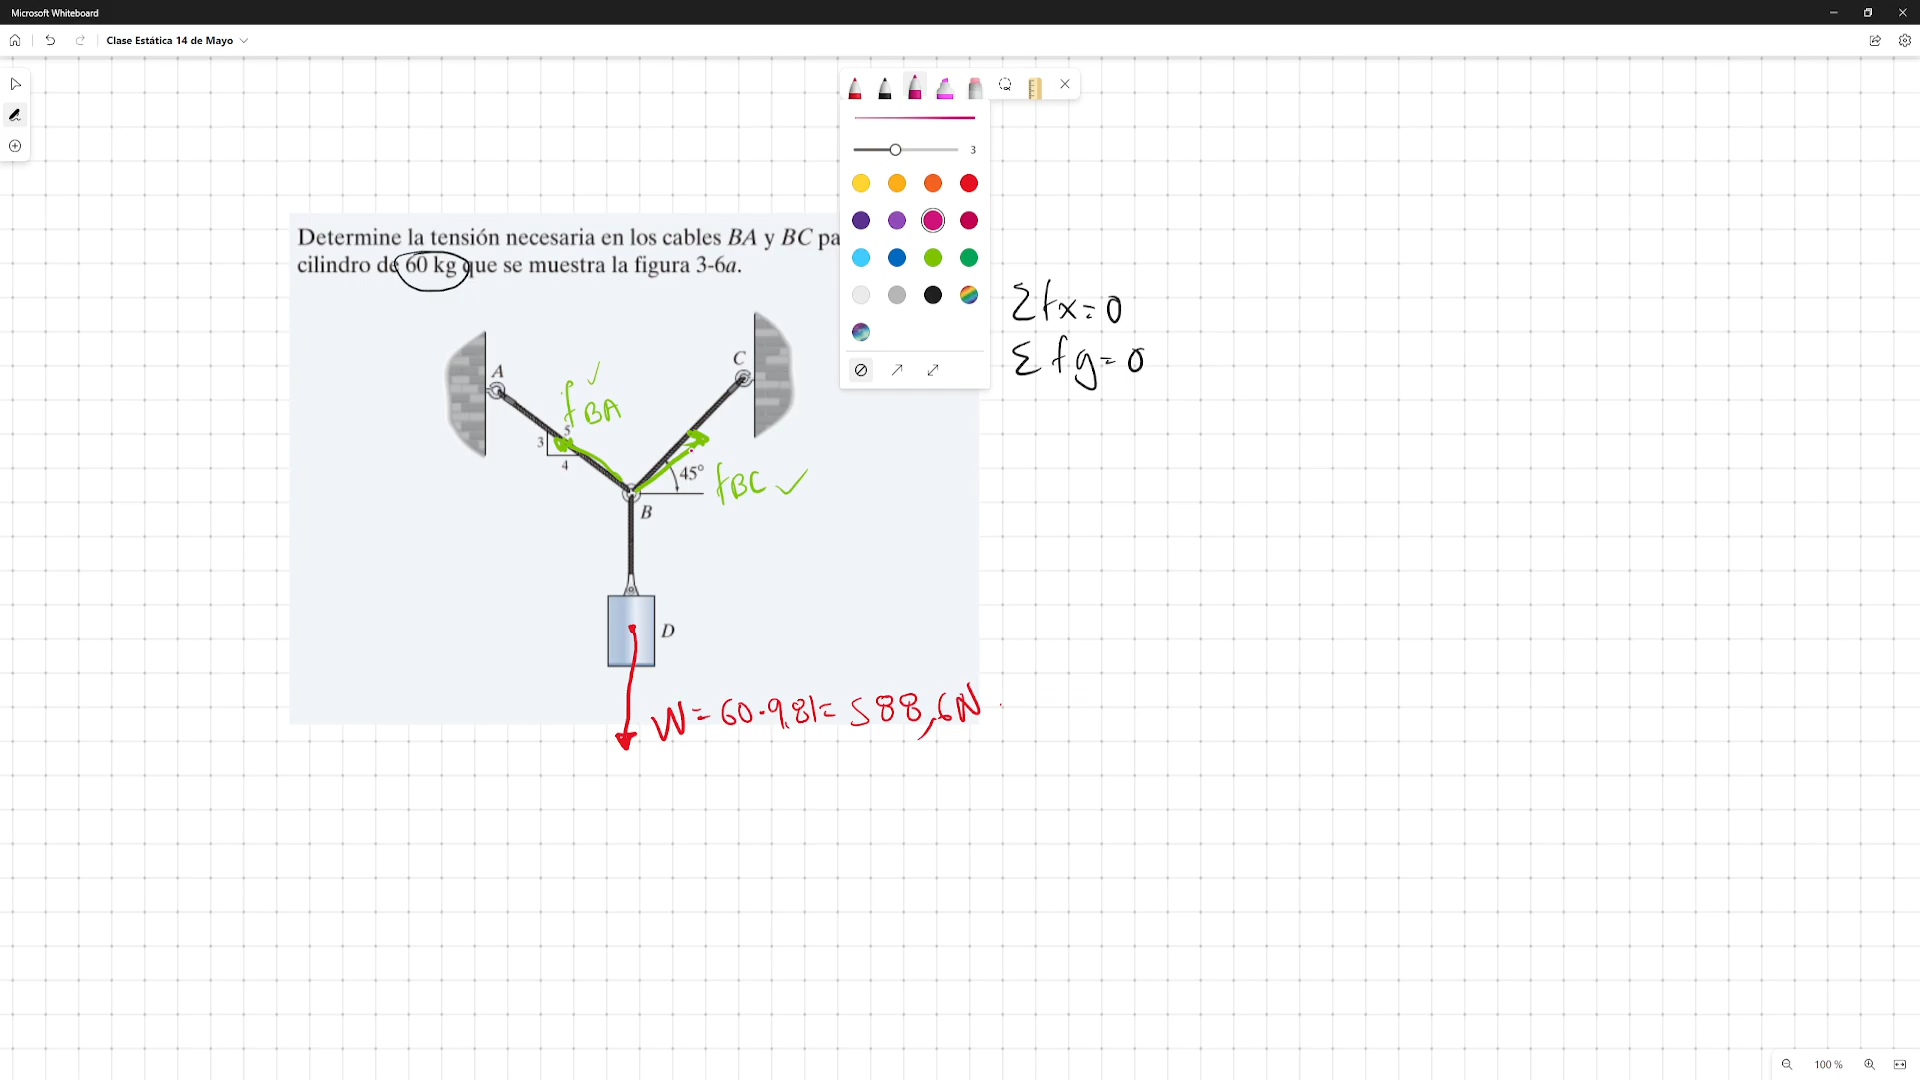 Microsoft Whiteboard
Clase Estática 14 de Mayo
3
Determine la tensión necesaria en los cables BA y BC pa
cilindro de 60 kg que se muestra la figura 3-6a.
Σfx=0
Σfy=0
A
C
fBA
5
3
4
45°
fBC
B
D
W=60·9,81=588,6N
100 %